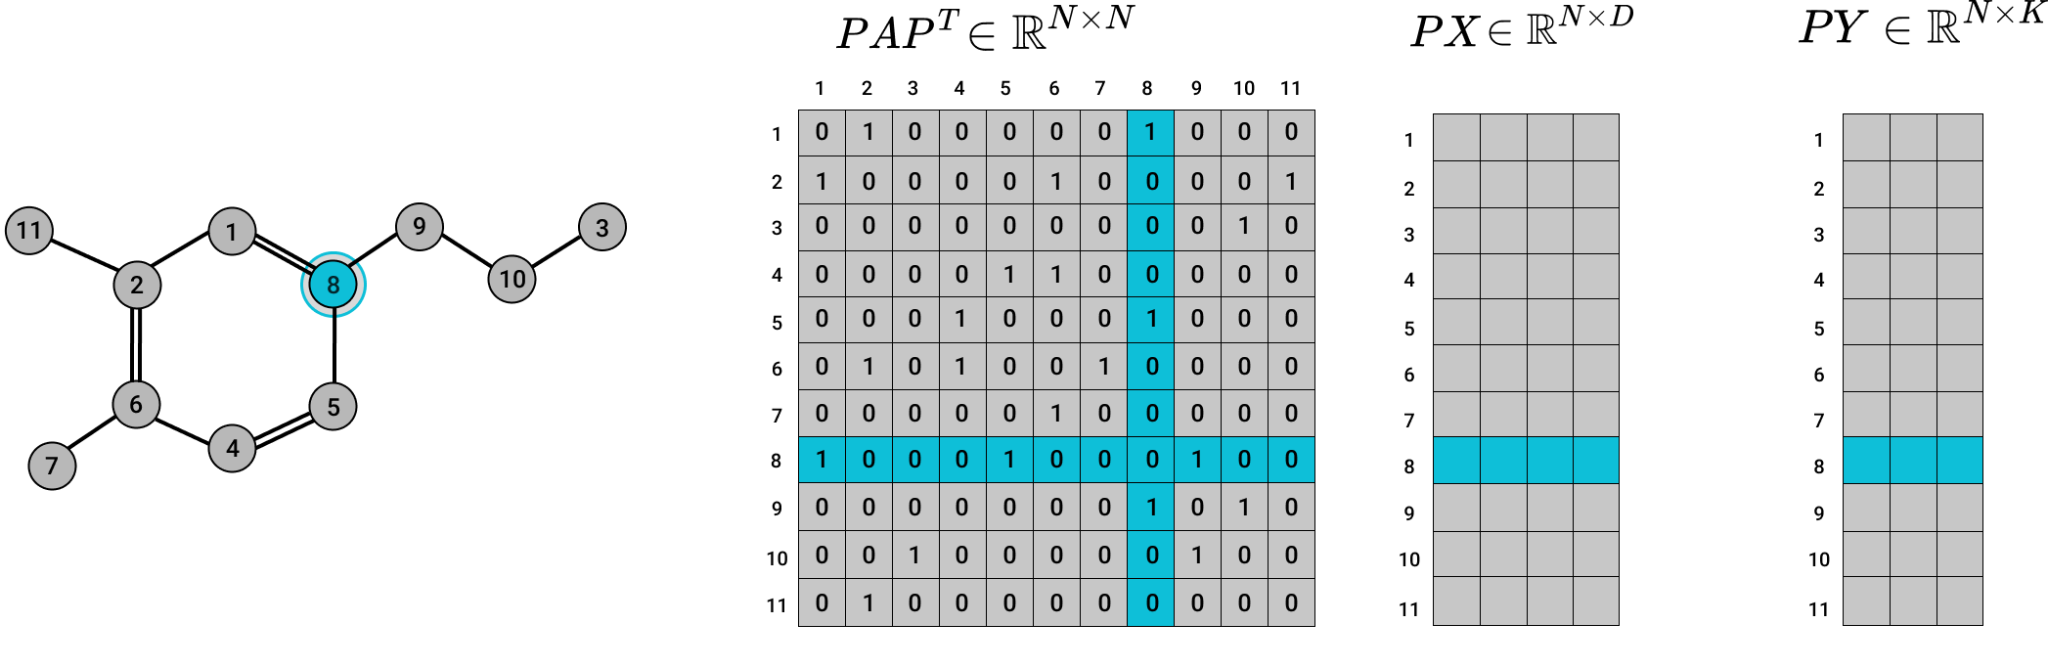 PAPᵀ ∈ ℝᴺˣᴺ
PX ∈ ℝᴺˣᴰ
PY ∈ ℝᴺˣᴷ
11 1 8 9 10 3
2 6 7 4 5
1 2 3 4 5 6 7 8 9 10 11
1 0 1 0 0 0 0 0 1 0 0 0
2 1 0 0 0 0 1 0 0 0 0 1
3 0 0 0 0 0 0 0 0 0 1 0
4 0 0 0 0 1 1 0 0 0 0 0
5 0 0 0 1 0 0 0 1 0 0 0
6 0 1 0 1 0 0 1 0 0 0 0
7 0 0 0 0 0 1 0 0 0 0 0
8 1 0 0 0 1 0 0 0 1 0 0
9 0 0 0 0 0 0 0 1 0 1 0
10 0 0 1 0 0 0 0 0 1 0 0
11 0 1 0 0 0 0 0 0 0 0 0
1
2
3
4
5
6
7
8
9
10
11
1
2
3
4
5
6
7
8
9
10
11